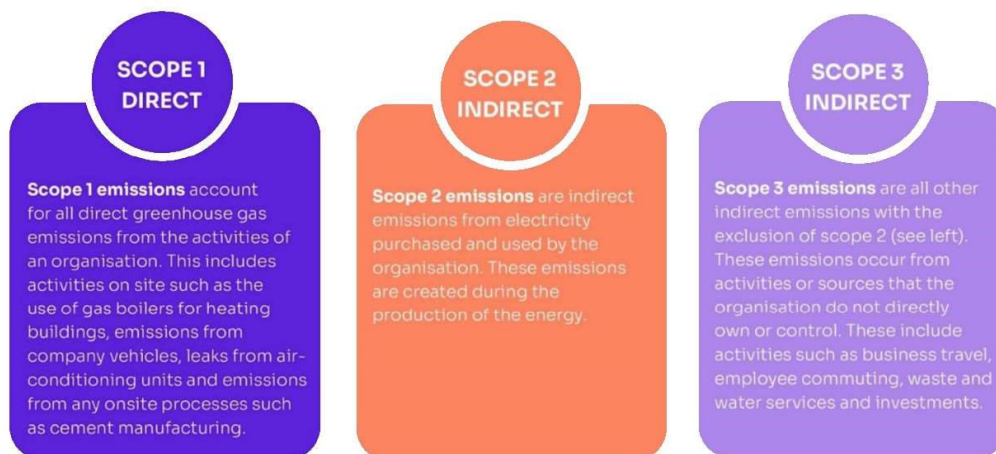 SCOPE 1
DIRECT
Scope 1 emissions account
for all direct greenhouse gas
emissions from the activities of
an organisation. This includes
activities on site such as the
use of gas boilers for heating
buildings, emissions from
company vehicles, leaks from air-
conditioning units and emissions
from any onsite processes such
as cement manufacturing.
SCOPE 2
INDIRECT
Scope 2 emissions are indirect
emissions from electricity
purchased and used by the
organisation. These emissions
are created during the
production of the energy.
SCOPE 3
INDIRECT
Scope 3 emissions are all other
indirect emissions with the
exclusion of scope 2 (see left).
These emissions occur from
activities or sources that the
organisation do not directly
own or control. These include
activities such as business travel,
employee commuting, waste and
water services and investments.